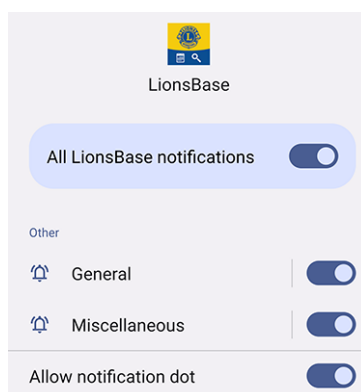 LionsBase
All LionsBase notifications
Other
General
Miscellaneous
Allow notification dot